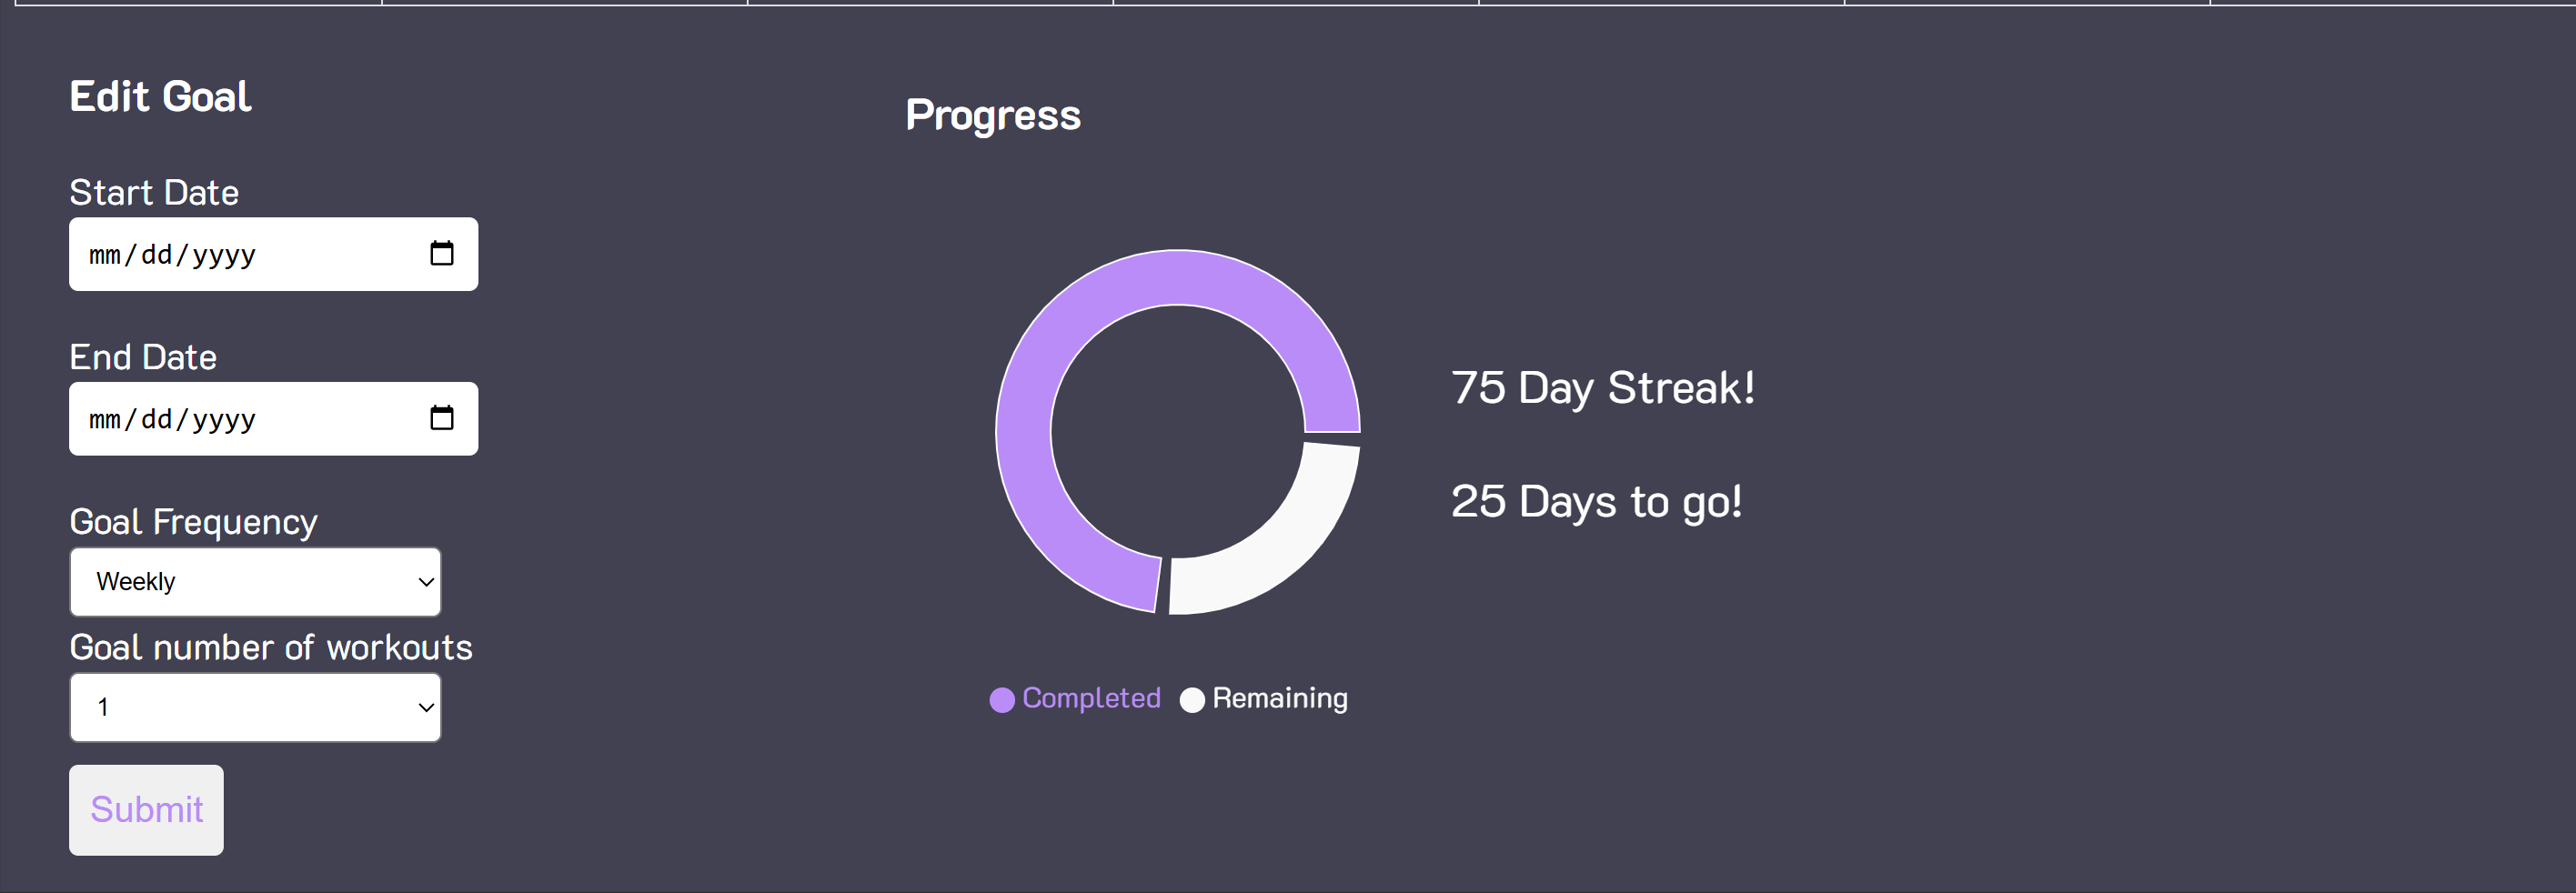 Edit Goal
Start Date
mm/dd/yyyy
End Date
mm/dd/yyyy
Goal Frequency
Weekly
Goal number of workouts
1
Submit
Progress
75 Day Streak!
25 Days to go!
Completed
Remaining